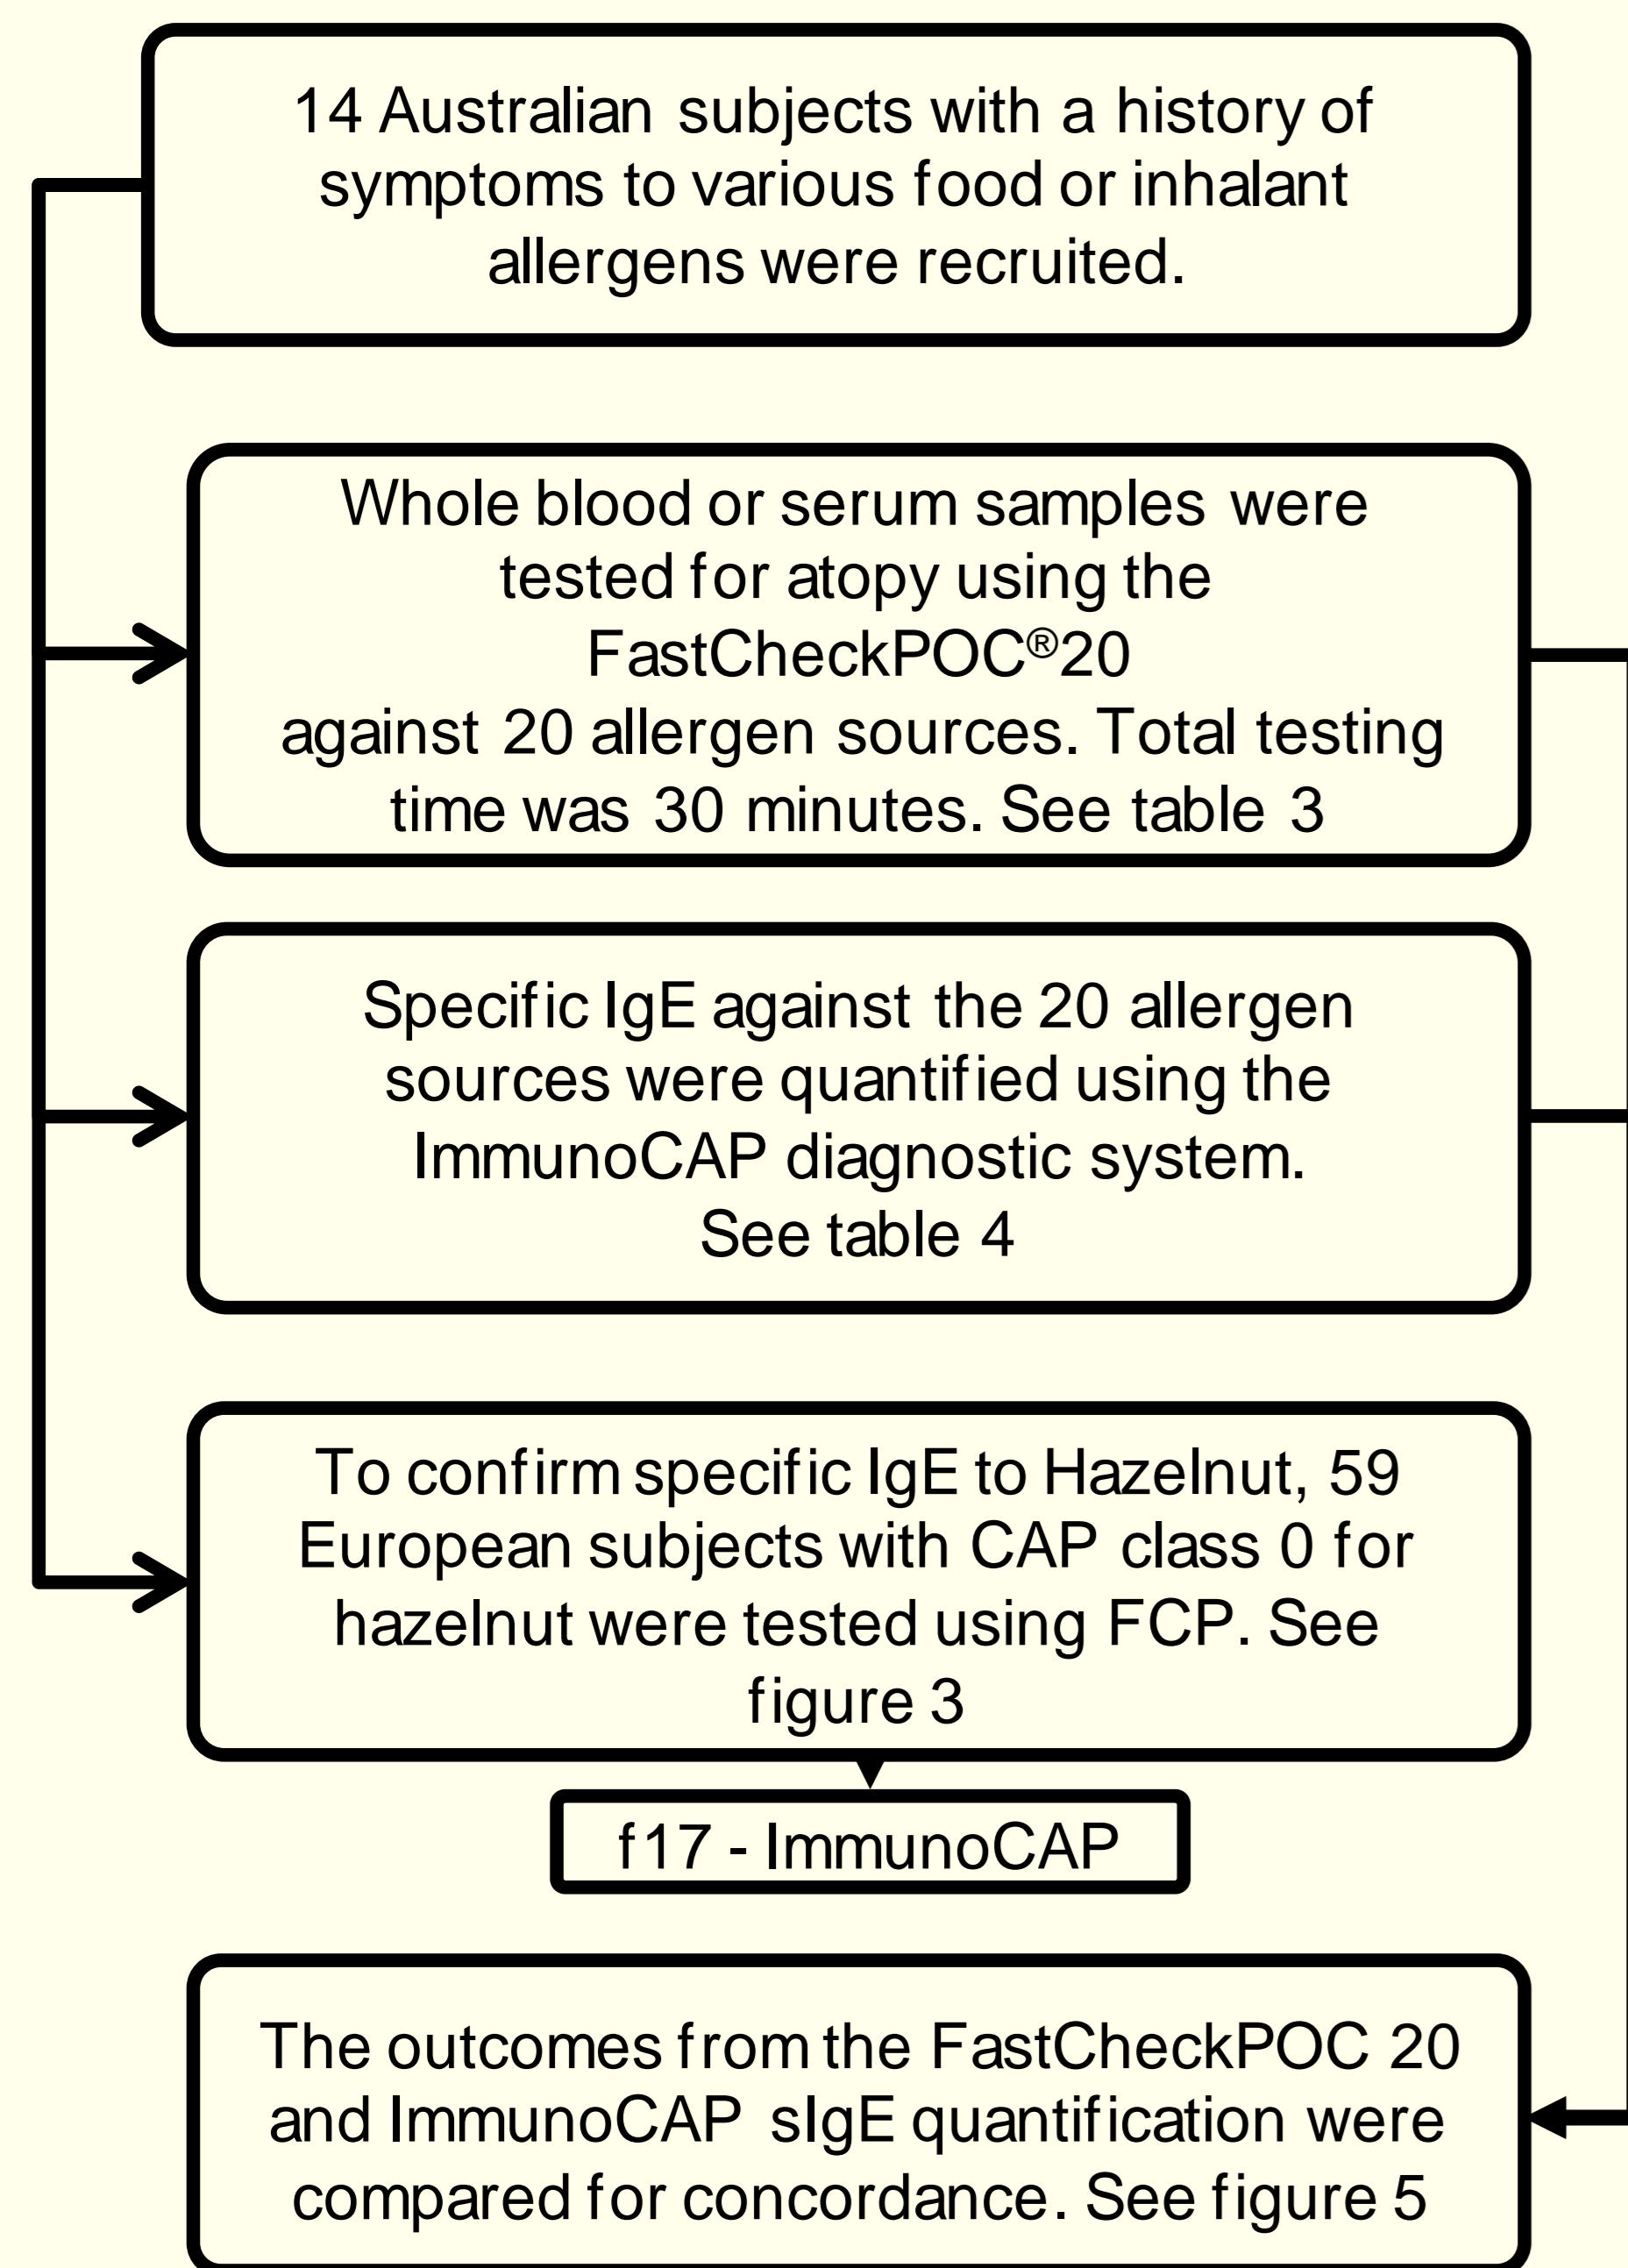 14 Australian subjects with a history of
symptoms to various food or inhalant
allergens were recruited.
Whole blood or serum samples were
tested for atopy using the
FastCheckPOC®20
against 20 allergen sources. Total testing
time was 30 minutes. See table 3
Specific IgE against the 20 allergen
sources were quantified using the
ImmunoCAP diagnostic system.
See table 4
To confirm specific IgE to Hazelnut, 59
European subjects with CAP class 0 for
hazelnut were tested using FCP. See
figure 3
f17 - ImmunoCAP
The outcomes from the FastCheckPOC 20
and ImmunoCAP sIgE quantification were
compared for concordance. See figure 5